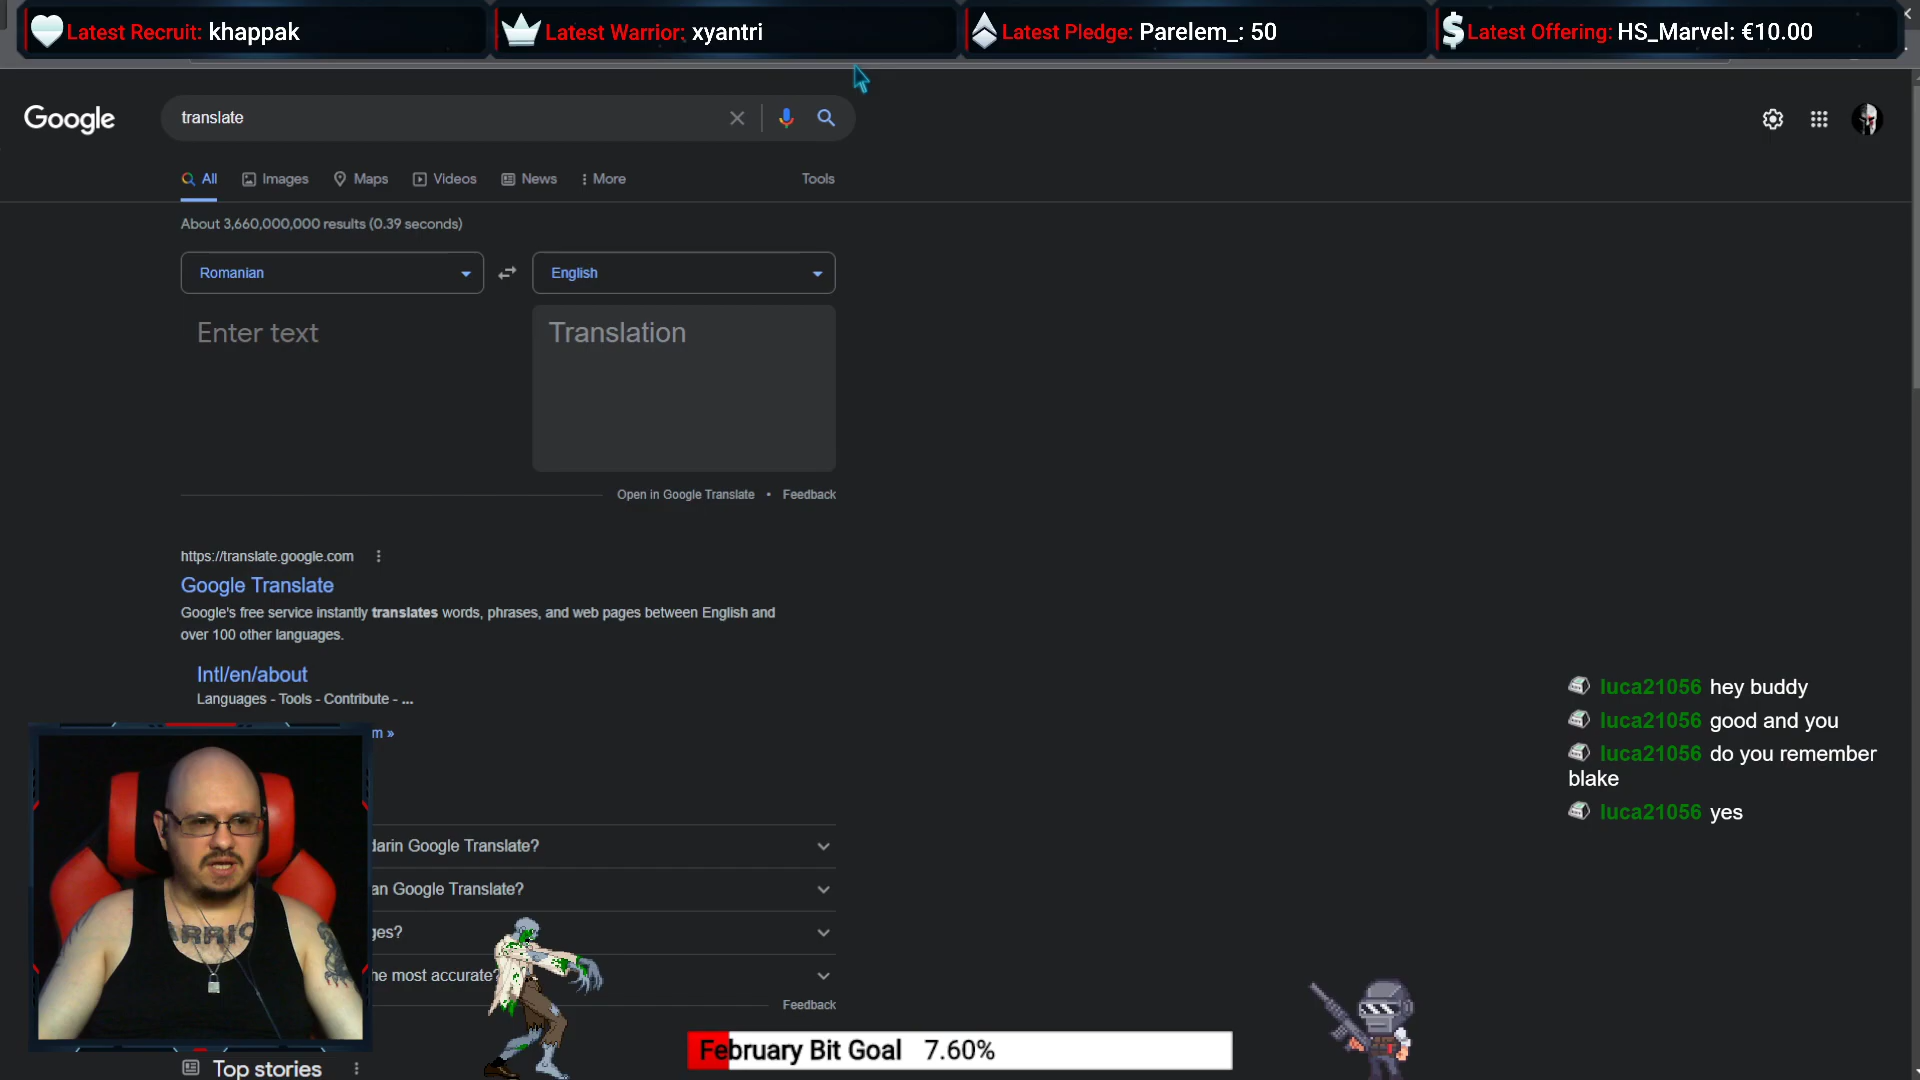 Latest Recruit: khappak
Latest Warrior: xyantri
Latest Pledge: Parelem_: 50
Latest Offering: HS_Marvel: €10.00
Google
translate
All
Images
Maps
Videos
News
More
Tools
About 3,660,000,000 results (0.39 seconds)
Romanian
English
Enter text
Translation
Open in Google Translate • Feedback
https://translate.google.com
Google Translate
Google's free service instantly translates words, phrases, and web pages between English and
over 100 other languages.
Intl/en/about
Languages - Tools - Contribute - ...
m »
darin Google Translate?
an Google Translate?
ges?
he most accurate?
Feedback
Top stories
luca21056 hey buddy
luca21056 good and you
luca21056 do you remember
blake
luca21056 yes
February Bit Goal 7.60%